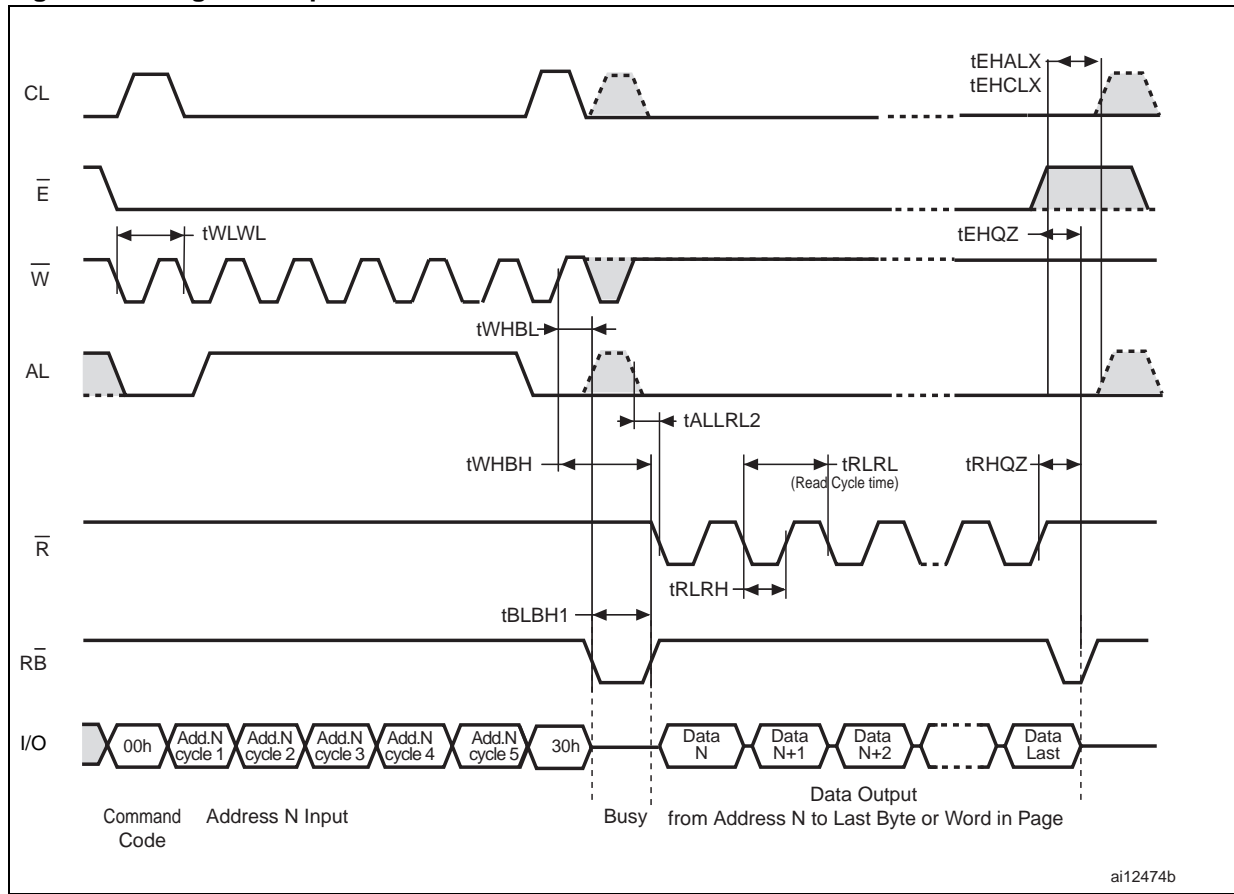 CL
tEHALX
tEHCLX
E
tWLWL
tEHQZ
W
tWHBL
AL
tALLRL2
tWHBH
tRLRL
(Read Cycle time)
tRHQZ
R
tRLRH
tBLBH1
RB
I/O
00h
Add.N
cycle 1
Add.N
cycle 2
Add.N
cycle 3
Add.N
cycle 4
Add.N
cycle 5
30h
Data
N
Data
N+1
Data
N+2
Data
Last
Command
Code
Address N Input
Busy
Data Output
from Address N to Last Byte or Word in Page
ai12474b